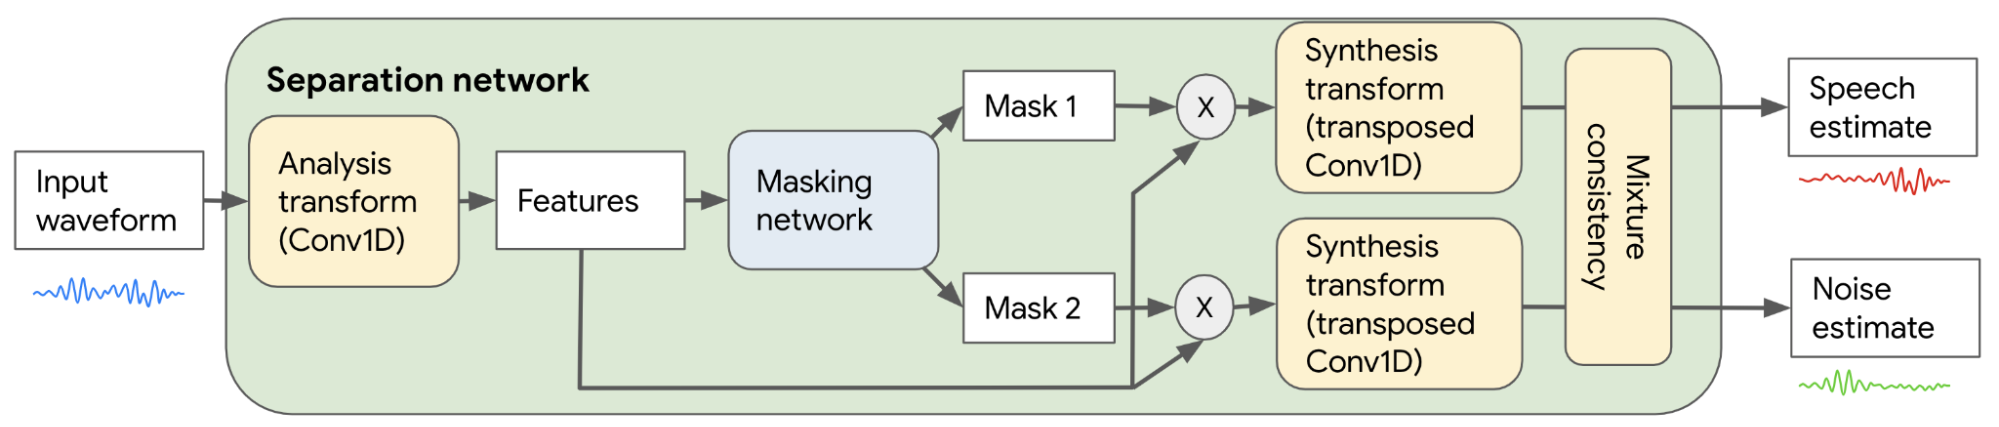 Separation network
Input
waveform
Analysis
transform
(Conv1D)
Features
Masking
network
Mask 1
X
Synthesis
transform
(transposed
Conv1D)
Mask 2
X
Synthesis
transform
(transposed
Conv1D)
Mixture
consistency
Speech
estimate
Noise
estimate